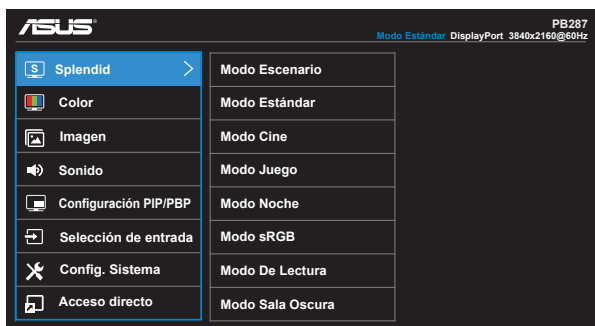 ASUS
PB287
Modo Estándar DisplayPort 3840x2160@60Hz
S Splendid
Color
Imagen
Sonido
Configuración PIP/PBP
Selección de entrada
Config. Sistema
Acceso directo
Modo Escenario
Modo Estándar
Modo Cine
Modo Juego
Modo Noche
Modo sRGB
Modo De Lectura
Modo Sala Oscura